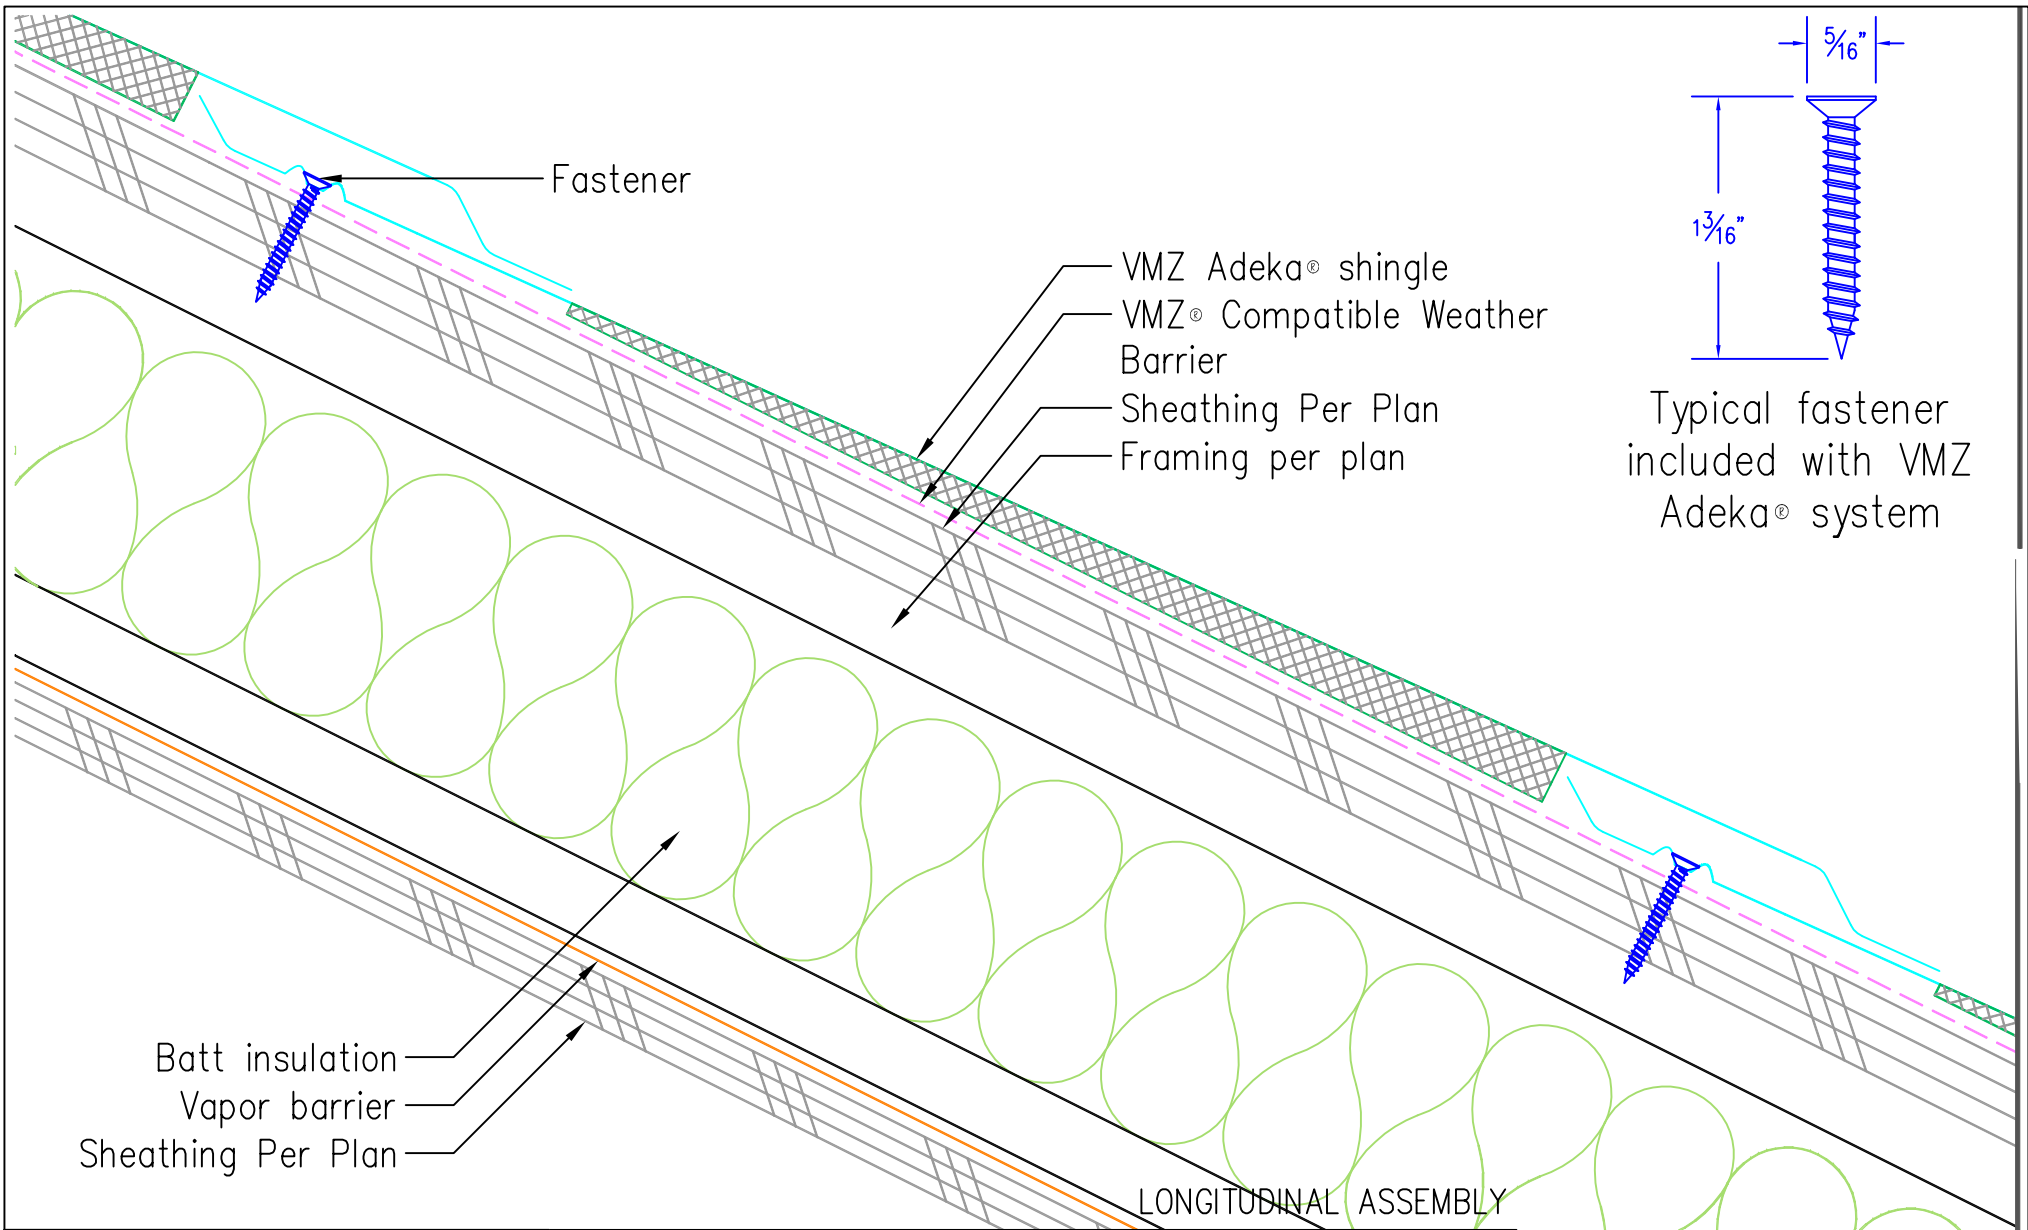 5/16"
Fastener
1 3/16"
VMZ Adeka® shingle
VMZ® Compatible Weather
Barrier
Sheathing Per Plan
Framing per plan
Typical fastener
included with VMZ
Adeka® system
Batt insulation
Vapor barrier
Sheathing Per Plan
LONGITUDINAL ASSEMBLY